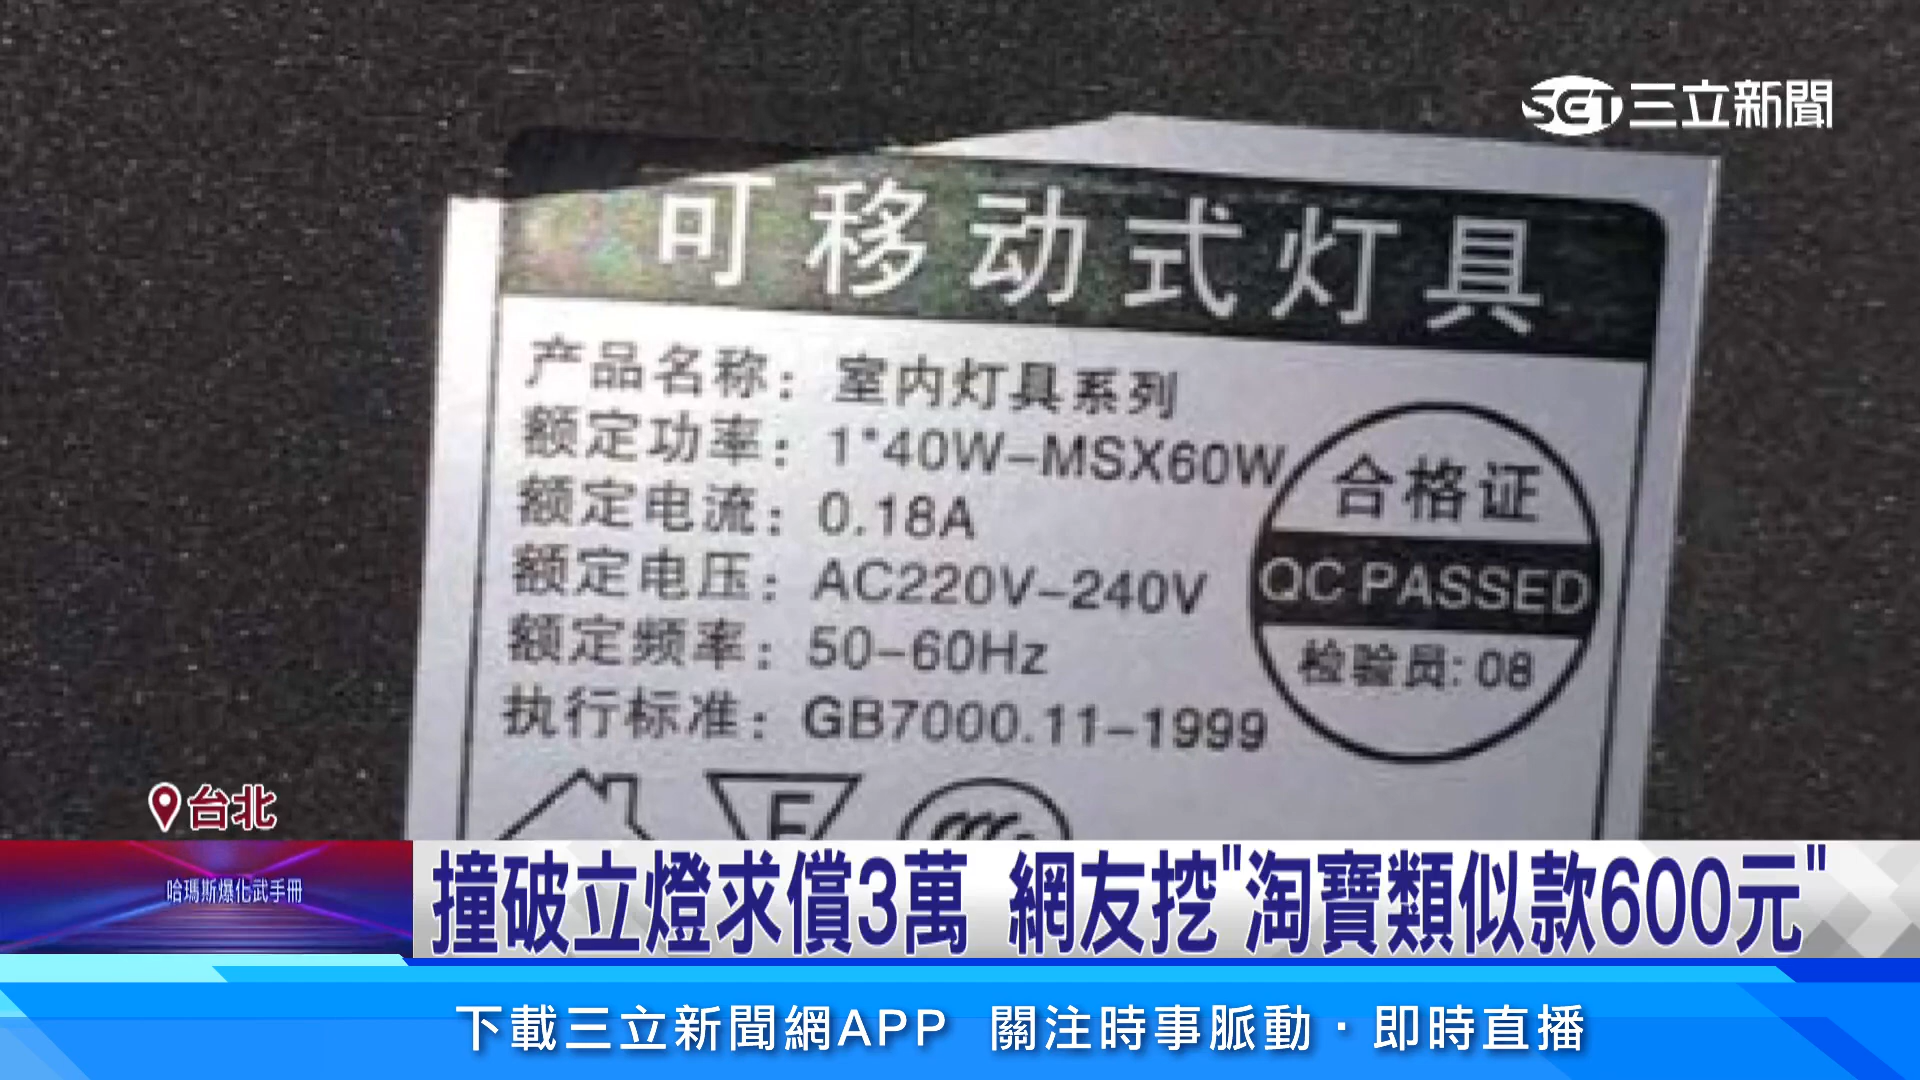 SET三立新聞
可移动式灯具
产品名称：室内灯具系列
额定功率：1*40W-MSX60W
额定电流：0.18A
额定电压：AC220V-240V
额定频率：50-60Hz
执行标准：GB7000.11-1999
合格证
QC PASSED
检验员: 08
F
台北
哈瑪斯爆化武手冊
撞破立燈求償3萬 網友挖"淘寶類似款600元"
下載三立新聞網APP 關注時事脈動·即時直播